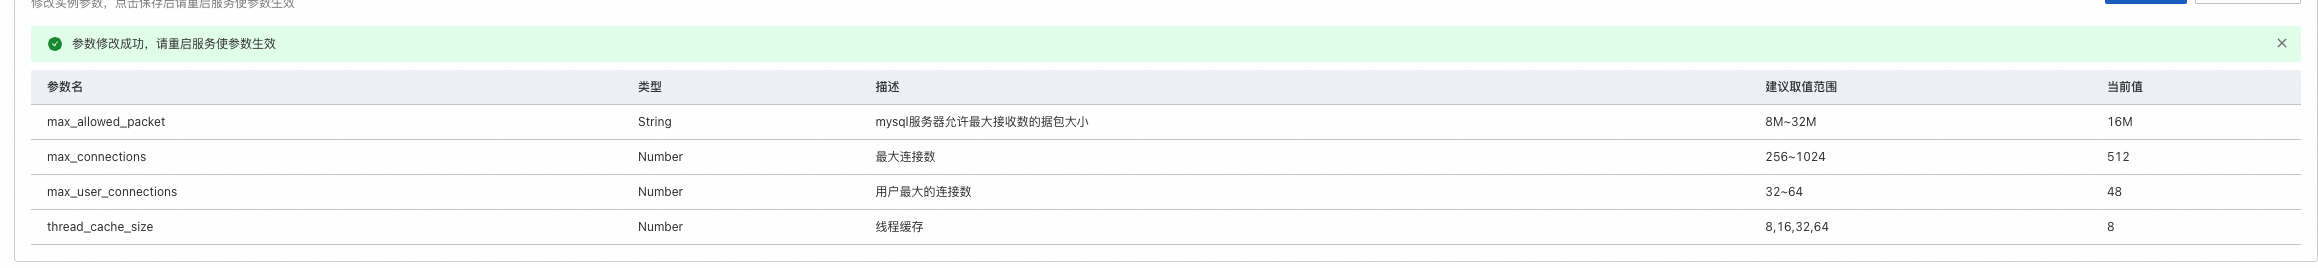 修改实例参数，点击保存后请重启服务使参数生效
参数修改成功，请重启服务使参数生效
参数名 类型 描述 建议取值范围 当前值
max_allowed_packet String mysql服务器允许最大接收数的据包大小 8M~32M 16M
max_connections Number 最大连接数 256~1024 512
max_user_connections Number 用户最大的连接数 32~64 48
thread_cache_size Number 线程缓存 8,16,32,64 8